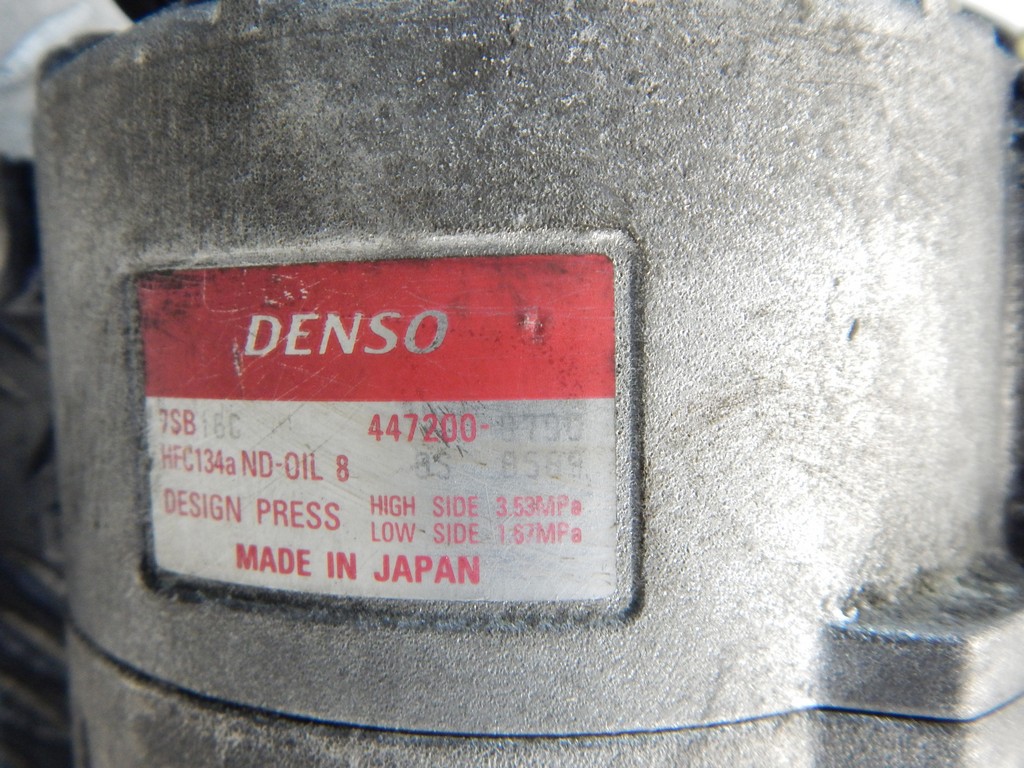 DENSO
7SB16C 447200-
HFC134a ND-OIL 8
DESIGN PRESS HIGH SIDE 3.53MPa
LOW SIDE 1.67MPa
MADE IN JAPAN